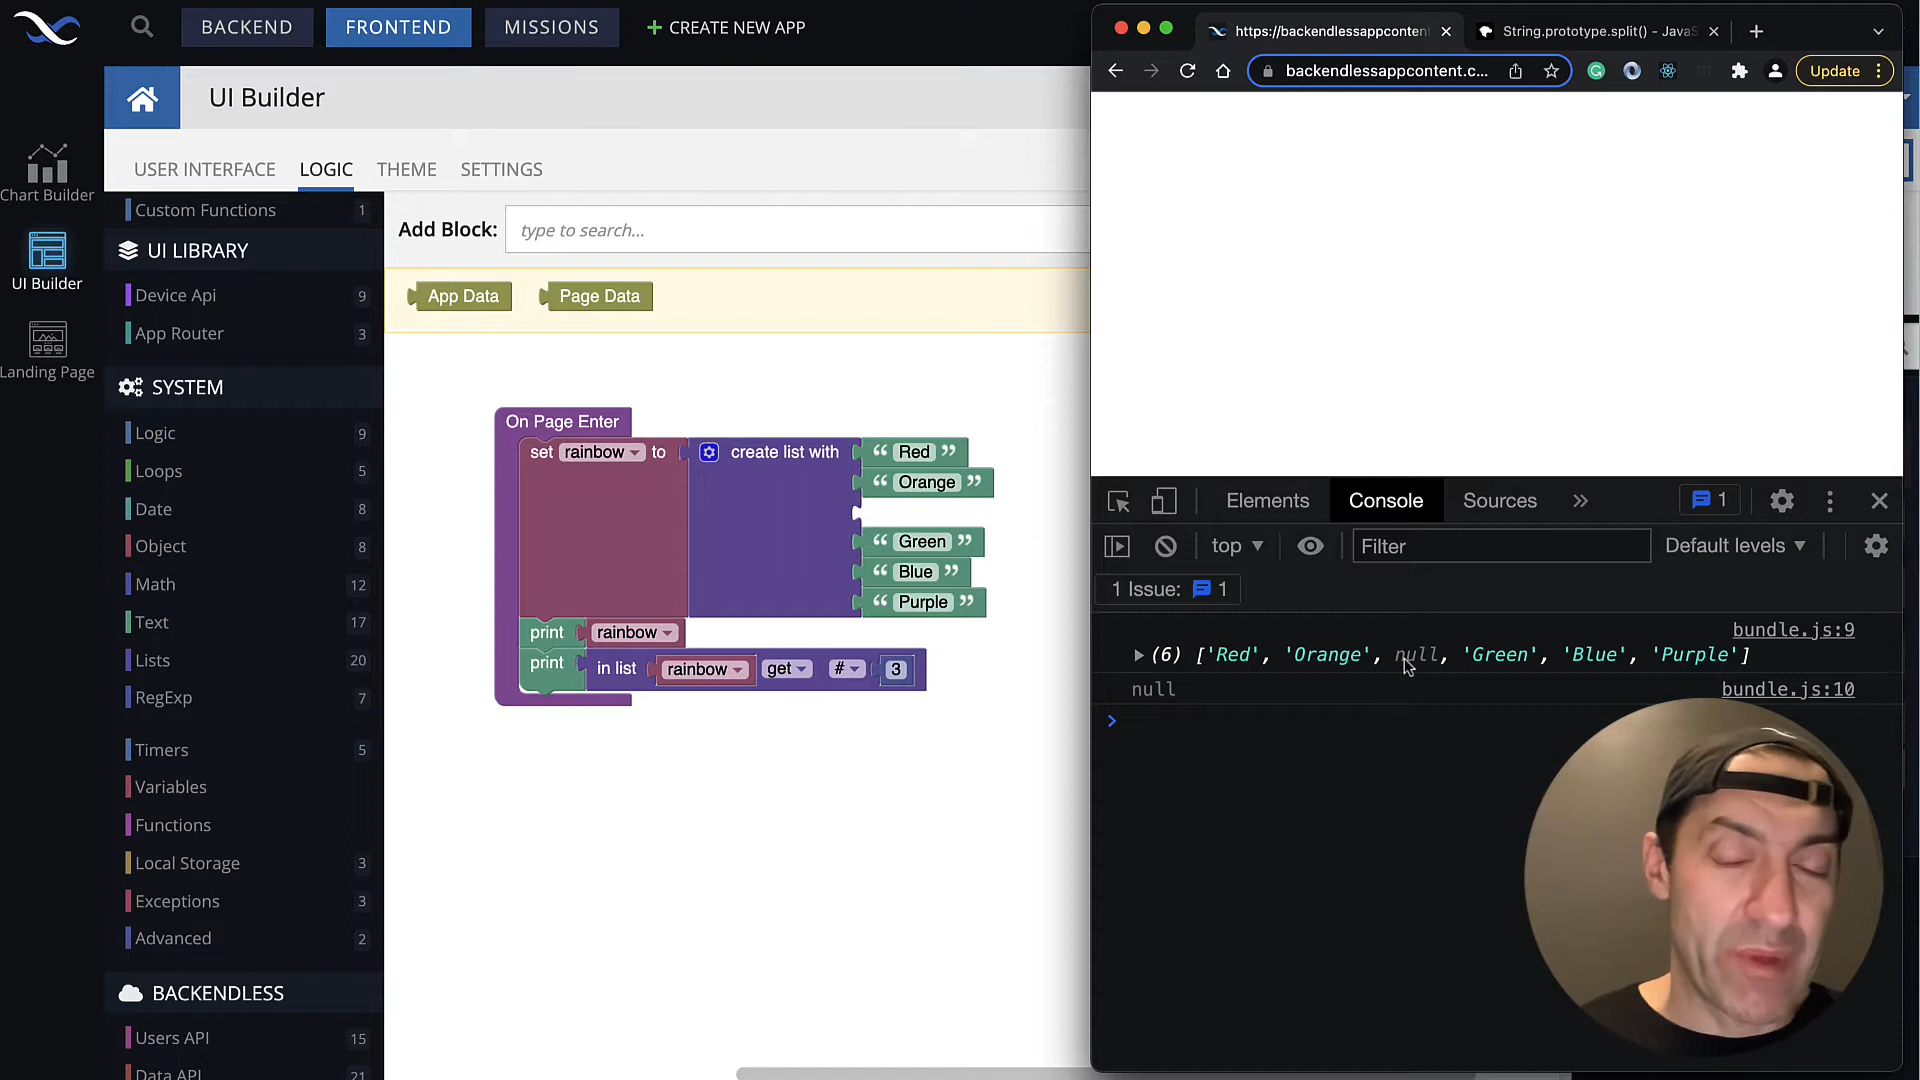 BACKEND
FRONTEND
MISSIONS
+ CREATE NEW APP
UI Builder
USER INTERFACE
LOGIC
THEME
SETTINGS
Chart Builder
UI Builder
Landing Page
Custom Functions 1
UI LIBRARY
Device Api 9
App Router 3
SYSTEM
Logic 9
Loops 5
Date 8
Object 8
Math 12
Text 17
Lists 20
RegExp 7
Timers 5
Variables
Functions
Local Storage 3
Exceptions 3
Advanced 2
BACKENDLESS
Users API 15
Data API 21
Add Block: type to search...
App Data
Page Data
On Page Enter
set rainbow to create list with “ Red ”
“ Orange ”
“ Green ”
“ Blue ”
“ Purple ”
print rainbow
print in list rainbow get # 3
https://backendlessappconten
String.prototype.split() - JavaS
backendlessappcontent.c...
Update
Elements
Console
Sources
1
top
Filter
Default levels
1 Issue: 1
bundle.js:9
(6) ['Red', 'Orange', null, 'Green', 'Blue', 'Purple']
null
bundle.js:10